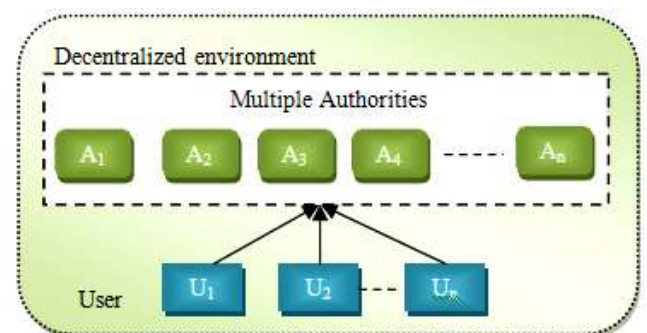 Decentralized environment
Multiple Authorities
A₁ A₂ A₃ A₄ Aₙ
U₁ U₂ Uₙ
User